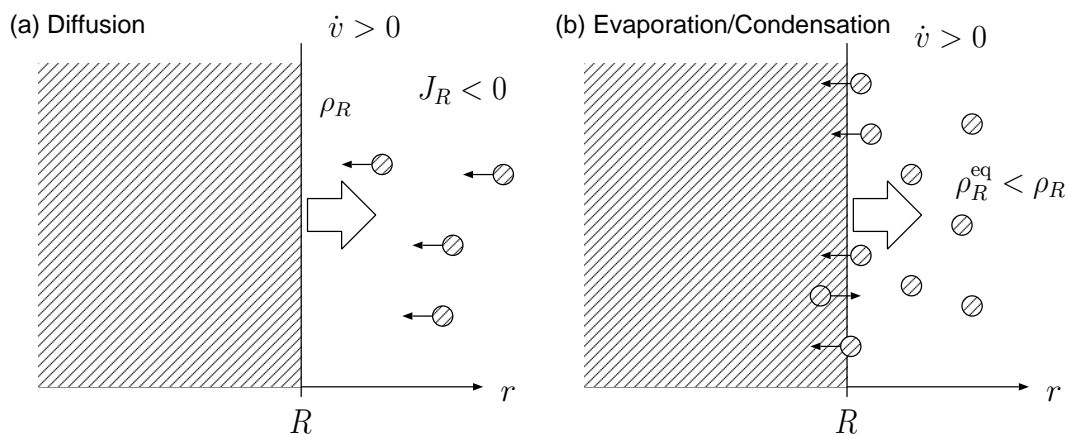 (a) Diffusion
v̇ > 0
J_R < 0
ρ_R
R
r
(b) Evaporation/Condensation
v̇ > 0
ρ_R^eq < ρ_R
R
r